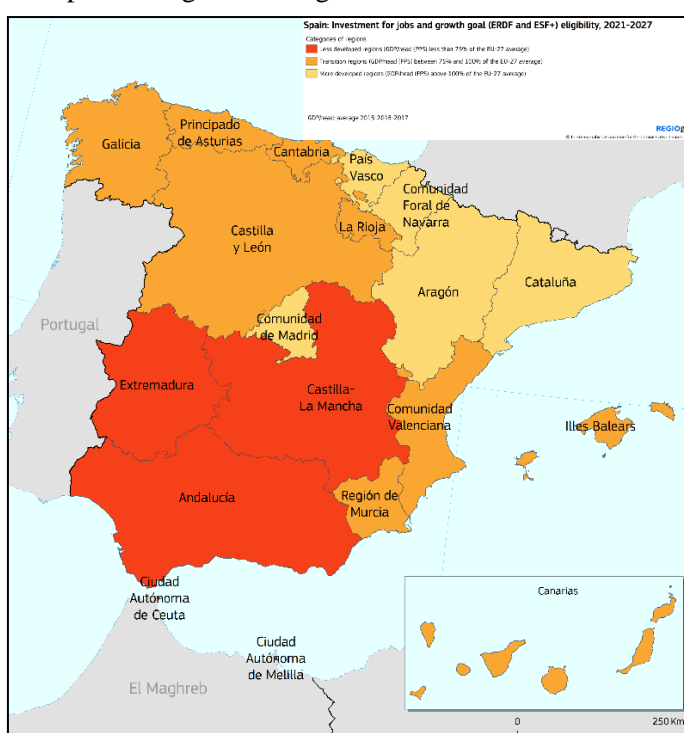 Spain: Investment for jobs and growth goal (ERDF and ESF+) eligibility, 2021-2027
Categories of regions
Less developed regions (GDP/head (PPS) less than 75% of the EU-27 average)
Transition regions (GDP/head (PPS) between 75% and 100% of the EU-27 average)
More developed regions (GDP/head (PPS) above 100% of the EU-27 average)
GDP/head: average 2015-2016-2017
REGIOg
Galicia
Principado
de Asturias
Cantabria
País
Vasco
Comunidad
Foral de
Navarra
La Rioja
Castilla
y León
Aragón
Cataluña
Portugal
Comunidad
de Madrid
Extremadura
Castilla-
La Mancha
Comunidad
Valenciana
Illes Balears
Andalucía
Región de
Murcia
Ciudad
Autónoma
de Ceuta
Canarias
Ciudad
Autónoma
de Melilla
El Maghreb
0 250 Km